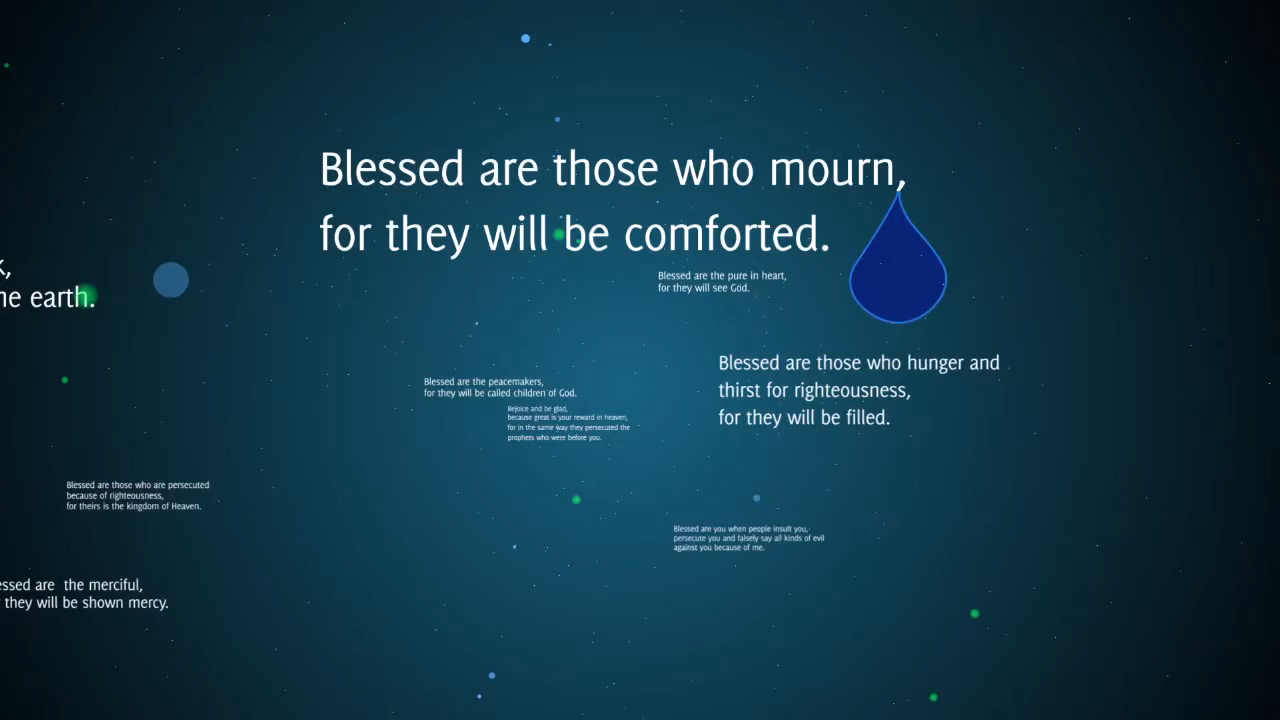 Blessed are those who mourn,
for they will be comforted.
he earth.
Blessed are the pure in heart,
for they will see God.
Blessed are those who hunger and
thirst for righteousness,
for they will be filled.
Blessed are the peacemakers,
for they will be called children of God.
Rejoice and be glad,
because great is your reward in heaven,
for in the same way they persecuted the
prophets who were before you.
Blessed are those who are persecuted
because of righteousness,
for theirs is the kingdom of Heaven.
Blessed are you when people insult you,
persecute you and falsely say all kinds of evil
against you because of me.
essed are the merciful,
they will be shown mercy.